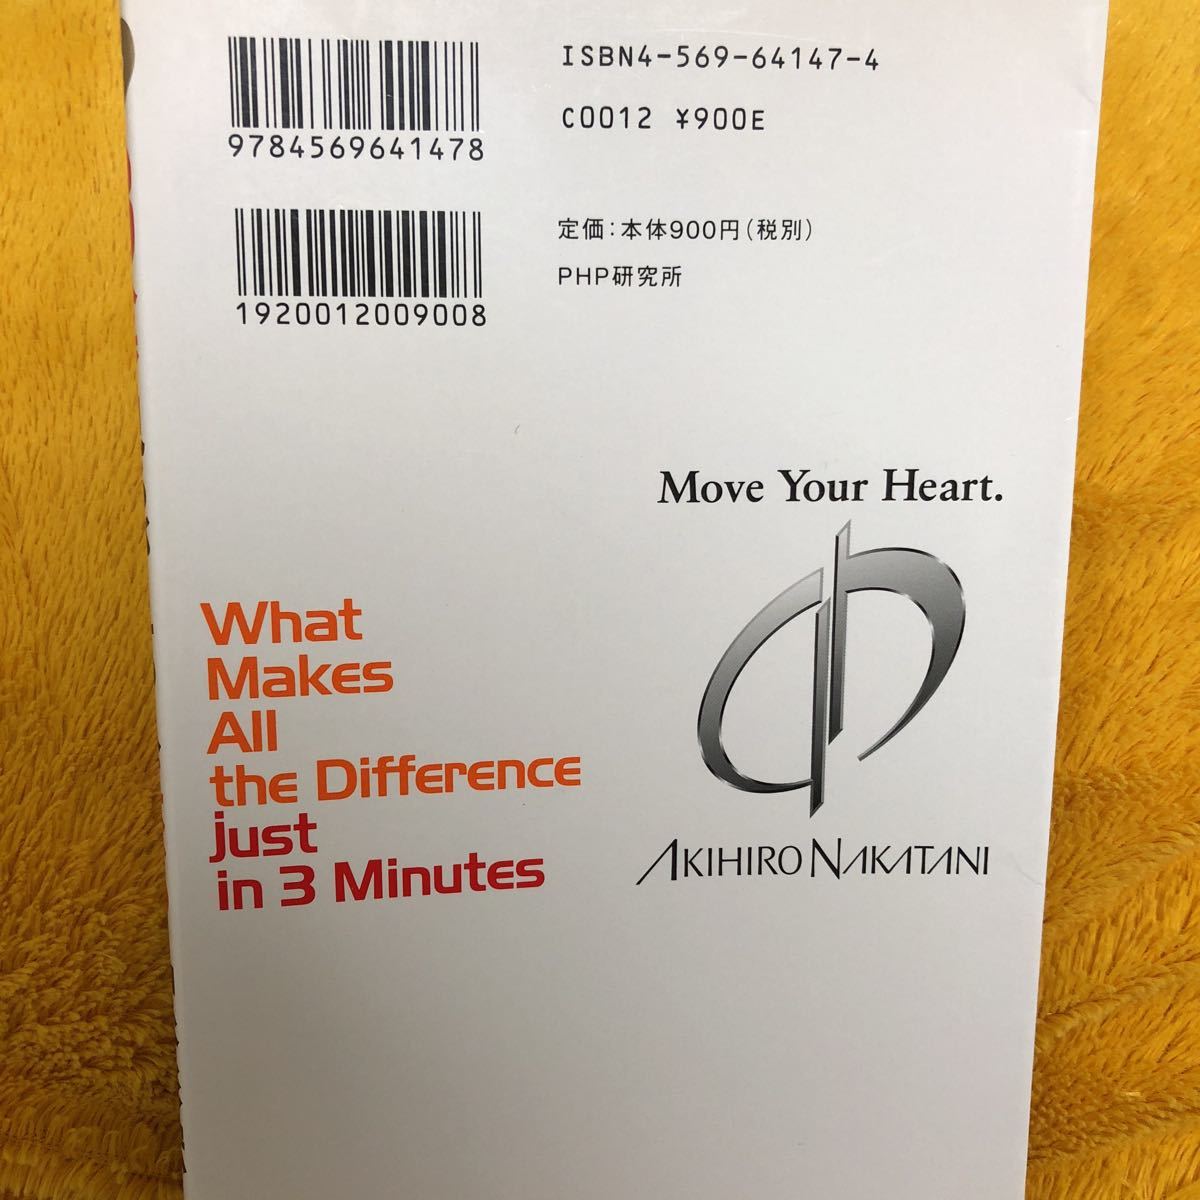 ISBN4-569-64147-4
C0012 ¥900E
9784569641478
1920012009008
定価：本体900円（税別）
PHP研究所
Move Your Heart.
AKIHIRO NAKATANI
What
Makes
All
the Difference
just
in 3 Minutes